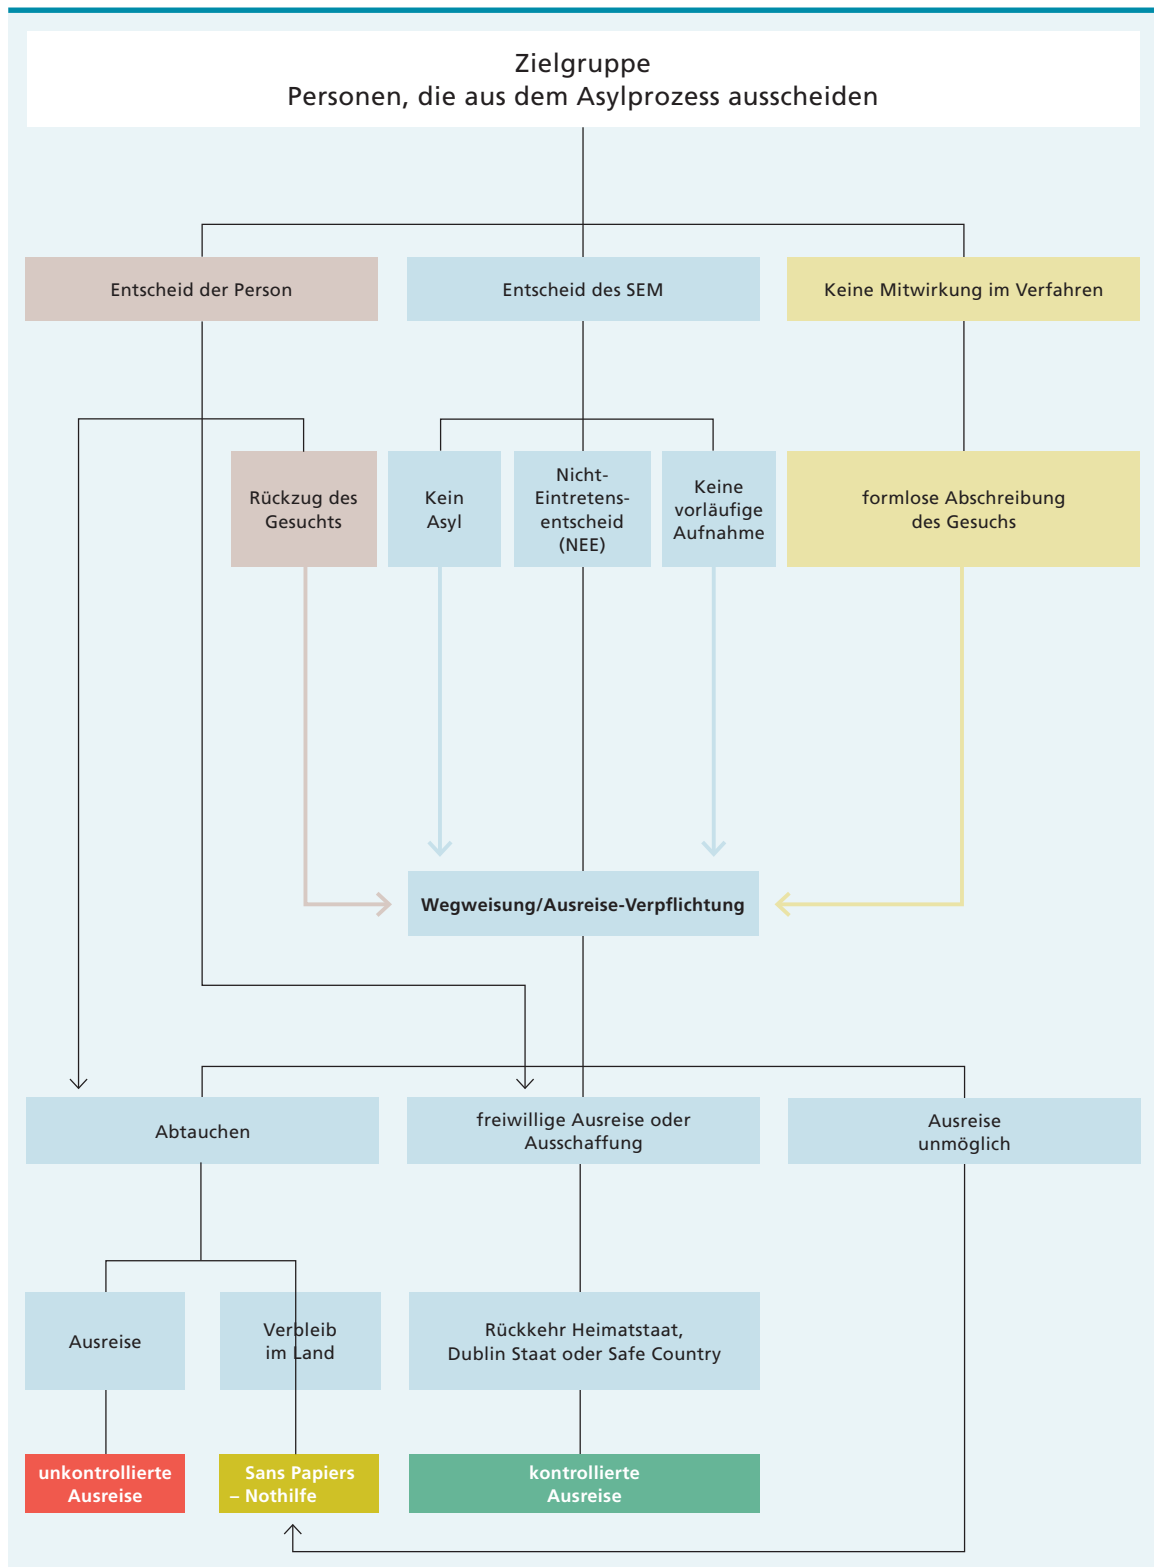 Zielgruppe
Personen, die aus dem Asylprozess ausscheiden
Entscheid der Person
Entscheid des SEM
Keine Mitwirkung im Verfahren
Rückzug des
Gesuchts
Kein
Asyl
Nicht-
Eintretens-
entscheid
(NEE)
Keine
vorläufige
Aufnahme
formlose Abschreibung
des Gesuchs
Wegweisung/Ausreise-Verpflichtung
Abtauchen
freiwillige Ausreise oder
Ausschaffung
Ausreise
unmöglich
Ausreise
Verbleib
im Land
Rückkehr Heimatstaat,
Dublin Staat oder Safe Country
unkontrollierte
Ausreise
Sans Papiers
– Nothilfe
kontrollierte
Ausreise